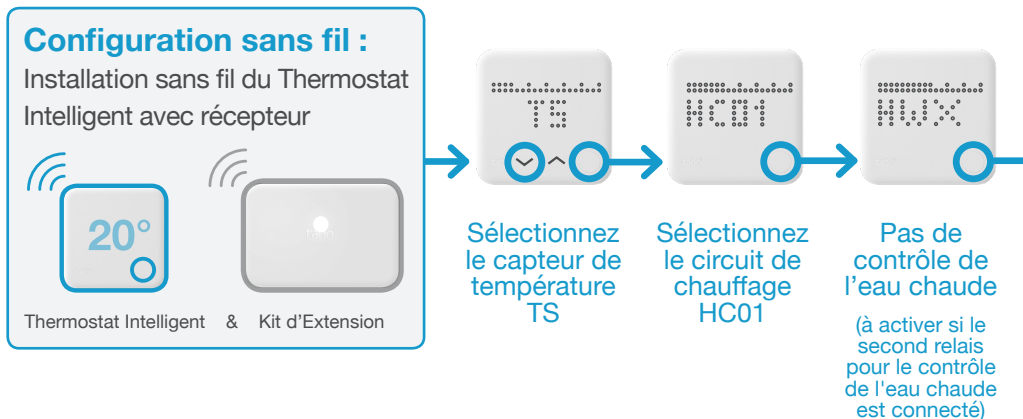 Configuration sans fil :
Installation sans fil du Thermostat
Intelligent avec récepteur
20°
Thermostat Intelligent & Kit d'Extension
TS
Sélectionnez
le capteur de
température
TS
HC01
Sélectionnez
le circuit de
chauffage
HC01
HWX
Pas de
contrôle de
l'eau chaude
(à activer si le
second relais
pour le contrôle
de l'eau chaude
est connecté)